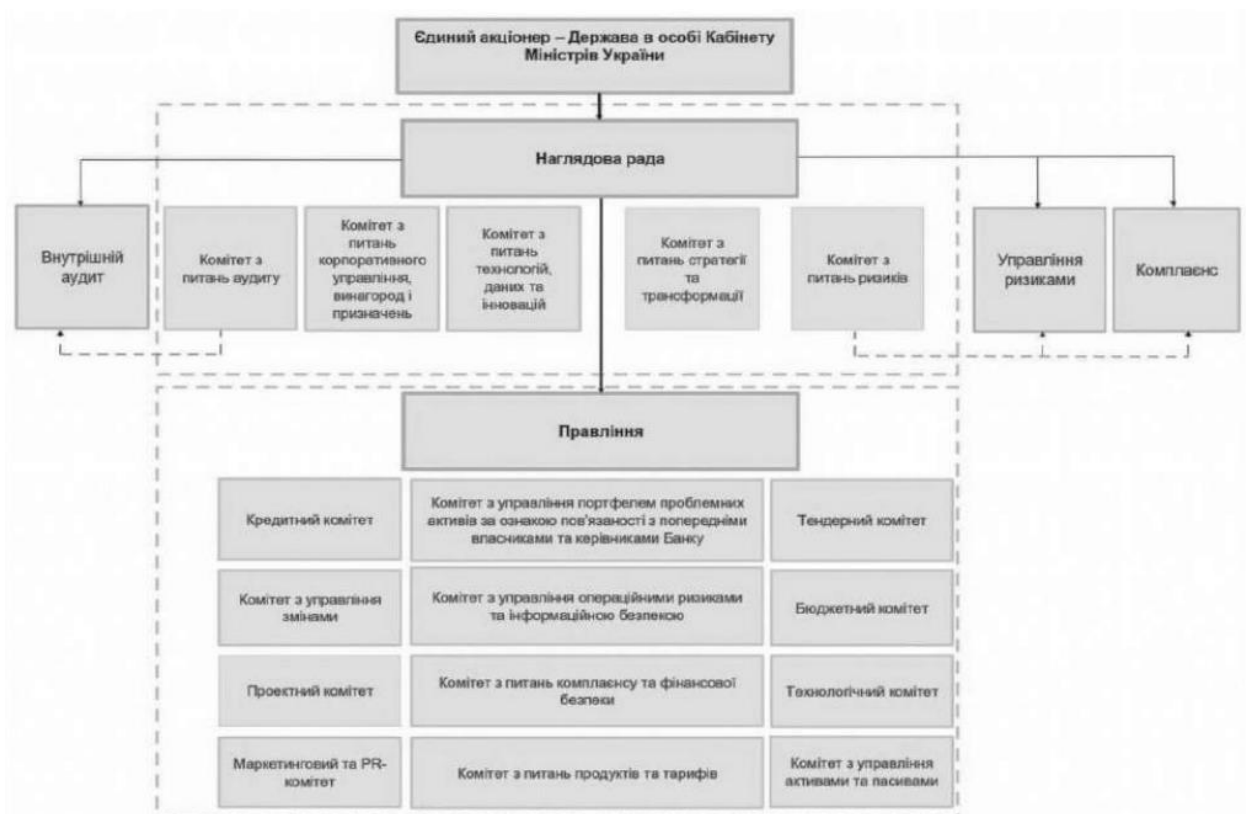 Єдиний акціонер – Держава в особі Кабінету
Міністрів України
Наглядова рада
Внутрішній
аудит
Комітет з
питань аудиту
Комітет з
питань
корпоративного
управління,
винагород і
призначень
Комітет з
питань
технологій,
даних та
інновацій
Комітет з
питань стратегії
та
трансформації
Комітет з
питань ризиків
Управління
ризиками
Комплаєнс
Правління
Кредитний комітет
Комітет з управління портфелем проблемних
активів за ознакою пов'язаності з попередніми
власниками та керівниками Банку
Тендерний комітет
Комітет з управління
змінами
Комітет з управління операційними ризиками
та інформаційною безпекою
Бюджетний комітет
Проектний комітет
Комітет з питань комплаєнсу та фінансової
безпеки
Технологічний комітет
Маркетинговий та PR-
комітет
Комітет з питань продуктів та тарифів
Комітет з управління
активами та пасивами